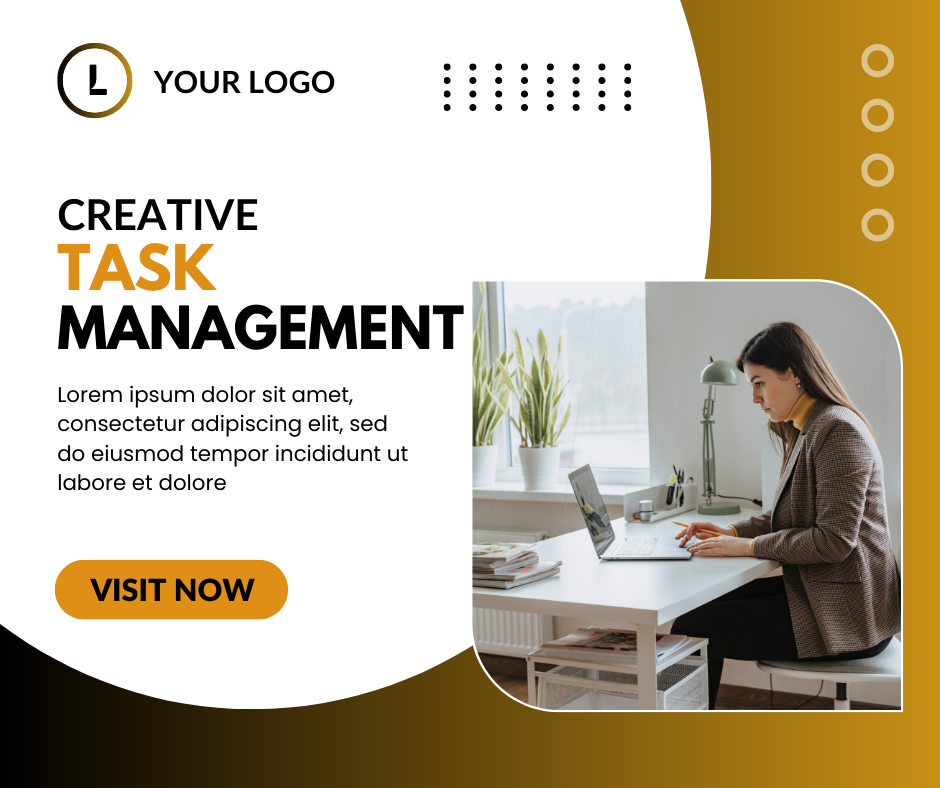 L
YOUR LOGO
CREATIVE
TASK
MANAGEMENT
Lorem ipsum dolor sit amet,
consectetur adipiscing elit, sed
do eiusmod tempor incididunt ut
labore et dolore
VISIT NOW